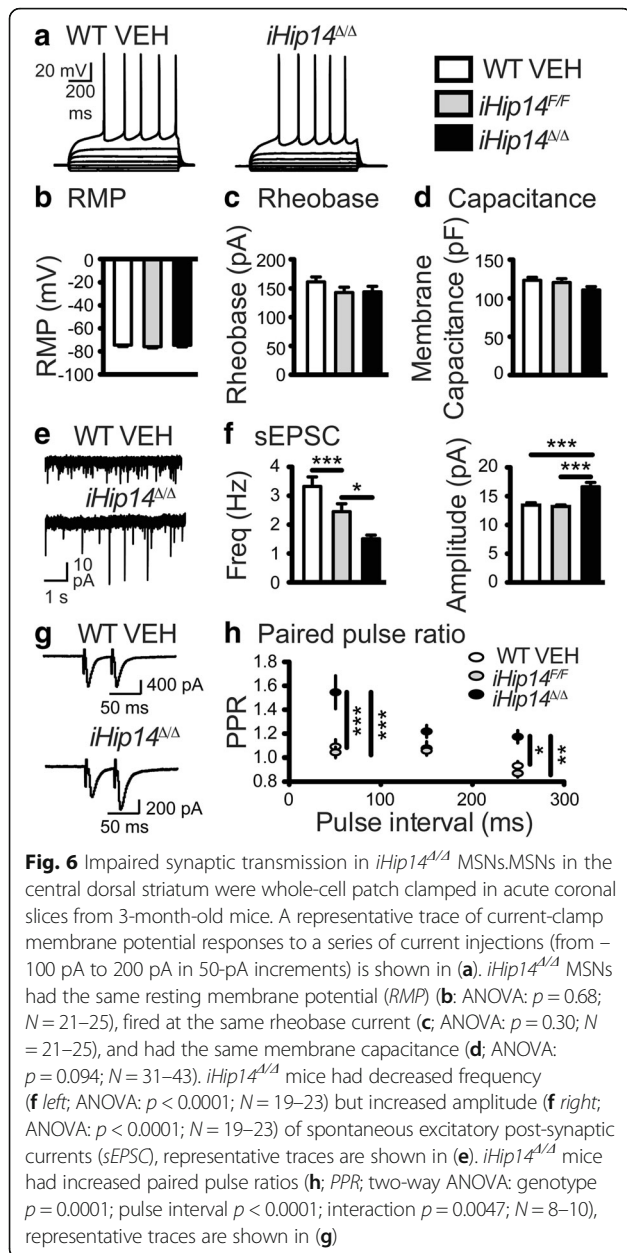 a WT VEH iHip14Δ/Δ
20 mV
200
ms
WT VEH
iHip14F/F
iHip14Δ/Δ
b RMP
RMP (mV)
0
-20
-40
-60
-80
-100
c Rheobase
Rheobase (pA)
200
150
100
50
0
d Capacitance
Membrane
Capacitance (pF)
150
100
50
0
e WT VEH
iHip14Δ/Δ
10
pA
1 s
f sEPSC
Freq (Hz)
4
3
2
1
0
***
*
Amplitude (pA)
20
15
10
5
0
***
***
g WT VEH
400 pA
50 ms
iHip14Δ/Δ
200 pA
50 ms
h Paired pulse ratio
WT VEH
iHip14F/F
iHip14Δ/Δ
PPR
1.8
1.6
1.4
1.2
1.0
0.8
***
***
*
**
0 100 200 300
Pulse interval (ms)
Fig. 6 Impaired synaptic transmission in iHip14Δ/Δ MSNs.MSNs in the
central dorsal striatum were whole-cell patch clamped in acute coronal
slices from 3-month-old mice. A representative trace of current-clamp
membrane potential responses to a series of current injections (from –
100 pA to 200 pA in 50-pA increments) is shown in (a). iHip14Δ/Δ MSNs
had the same resting membrane potential (RMP) (b: ANOVA: p = 0.68;
N = 21–25), fired at the same rheobase current (c; ANOVA: p = 0.30; N
= 21–25), and had the same membrane capacitance (d; ANOVA:
p = 0.094; N = 31–43). iHip14Δ/Δ mice had decreased frequency
(f left; ANOVA: p < 0.0001; N = 19–23) but increased amplitude (f right;
ANOVA: p < 0.0001; N = 19–23) of spontaneous excitatory post-synaptic
currents (sEPSC), representative traces are shown in (e). iHip14Δ/Δ mice
had increased paired pulse ratios (h; PPR; two-way ANOVA: genotype
p = 0.0001; pulse interval p < 0.0001; interaction p = 0.0047; N = 8–10),
representative traces are shown in (g)